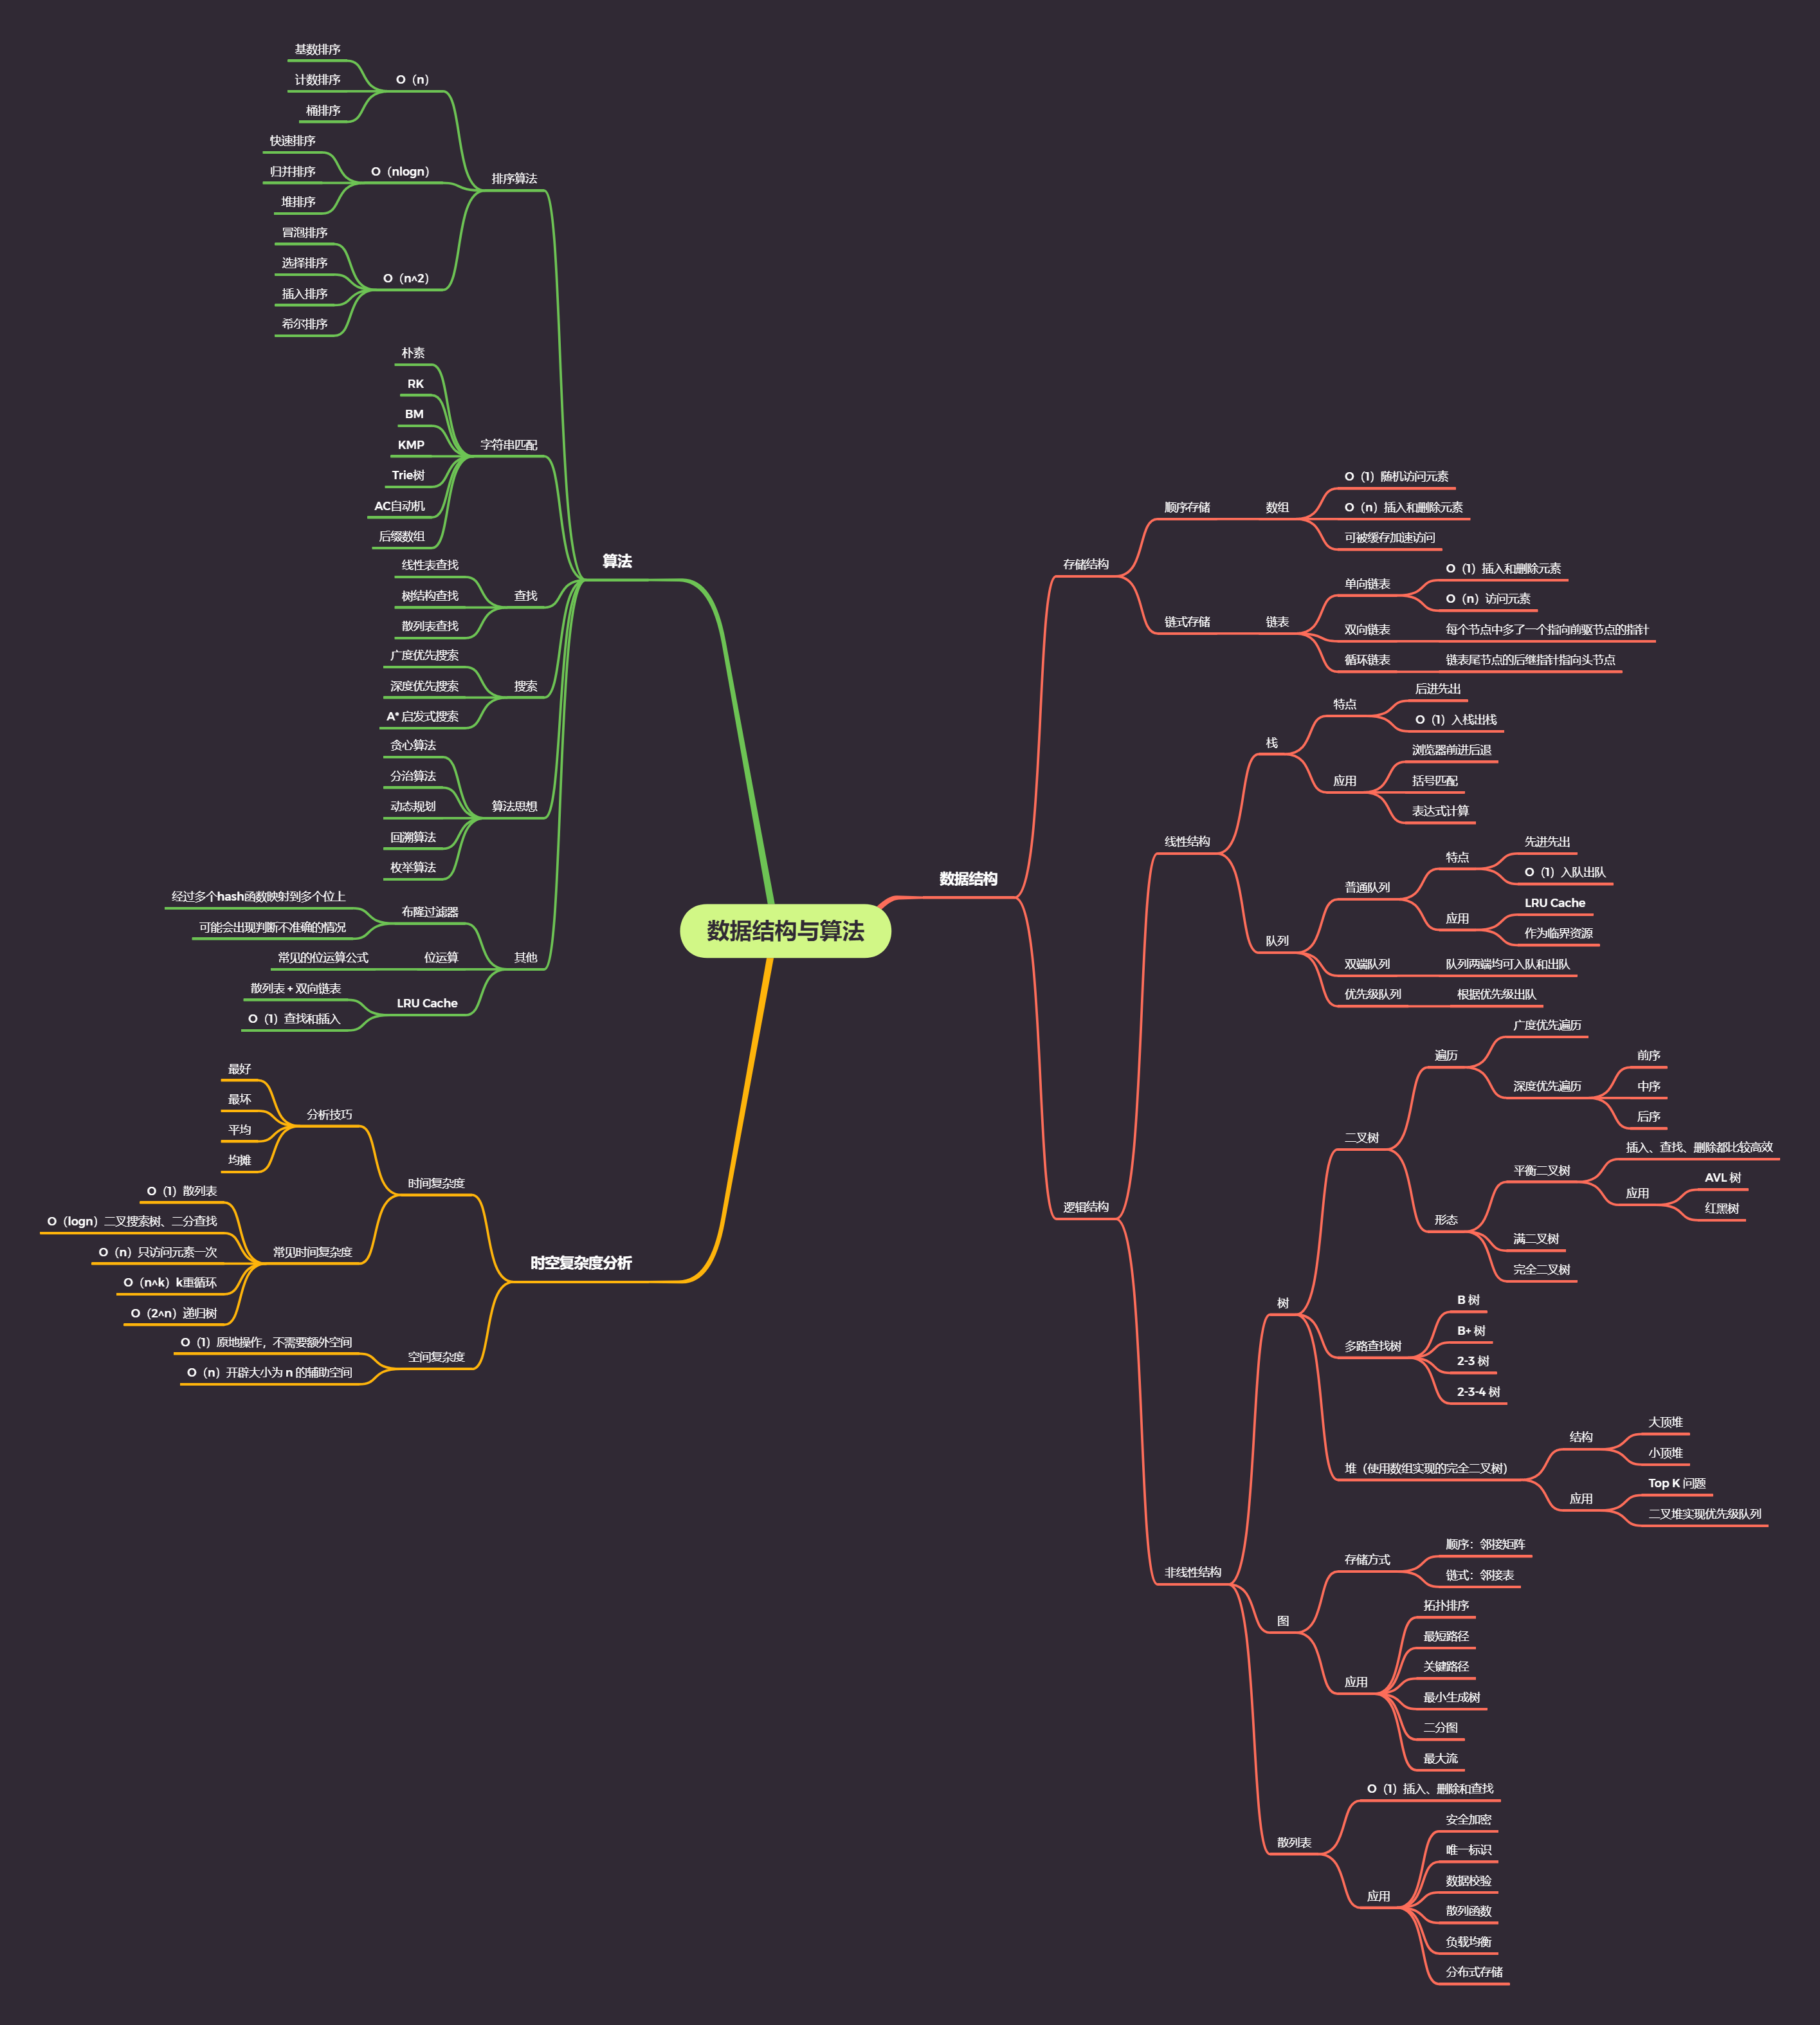 数据结构与算法
数据结构
存储结构
顺序存储
数组
O（1）随机访问元素
O（n）插入和删除元素
可被缓存加速访问
链式存储
链表
单向链表
O（1）插入和删除元素
O（n）访问元素
双向链表
每个节点中多了一个指向前驱节点的指针
循环链表
链表尾节点的后继指针指向头节点
逻辑结构
线性结构
栈
特点
后进先出
O（1）入栈出栈
应用
浏览器前进后退
括号匹配
表达式计算
队列
普通队列
特点
先进先出
O（1）入队出队
应用
LRU Cache
作为临界资源
双端队列
队列两端均可入队和出队
优先级队列
根据优先级出队
非线性结构
树
二叉树
遍历
广度优先遍历
深度优先遍历
前序
中序
后序
形态
平衡二叉树
插入、查找、删除都比较高效
应用
AVL 树
红黑树
满二叉树
完全二叉树
多路查找树
B 树
B+ 树
2-3 树
2-3-4 树
堆（使用数组实现的完全二叉树）
结构
大顶堆
小顶堆
应用
Top K 问题
二叉堆实现优先级队列
图
存储方式
顺序：邻接矩阵
链式：邻接表
应用
拓扑排序
最短路径
关键路径
最小生成树
二分图
最大流
散列表
O（1）插入、删除和查找
应用
安全加密
唯一标识
数据校验
散列函数
负载均衡
分布式存储
算法
排序算法
O（n）
基数排序
计数排序
桶排序
O（nlogn）
快速排序
归并排序
堆排序
O（n^2）
冒泡排序
选择排序
插入排序
希尔排序
字符串匹配
朴素
RK
BM
KMP
Trie树
AC自动机
后缀数组
查找
线性表查找
树结构查找
散列表查找
搜索
广度优先搜索
深度优先搜索
A* 启发式搜索
算法思想
贪心算法
分治算法
动态规划
回溯算法
枚举算法
其他
布隆过滤器
经过多个hash函数映射到多个位上
可能会出现判断不准确的情况
位运算
常见的位运算公式
LRU Cache
散列表 + 双向链表
O（1）查找和插入
时空复杂度分析
时间复杂度
分析技巧
最好
最坏
平均
均摊
常见时间复杂度
O（1）散列表
O（logn）二叉搜索树、二分查找
O（n）只访问元素一次
O（n^k）k重循环
O（2^n）递归树
空间复杂度
O（1）原地操作，不需要额外空间
O（n）开辟大小为 n 的辅助空间